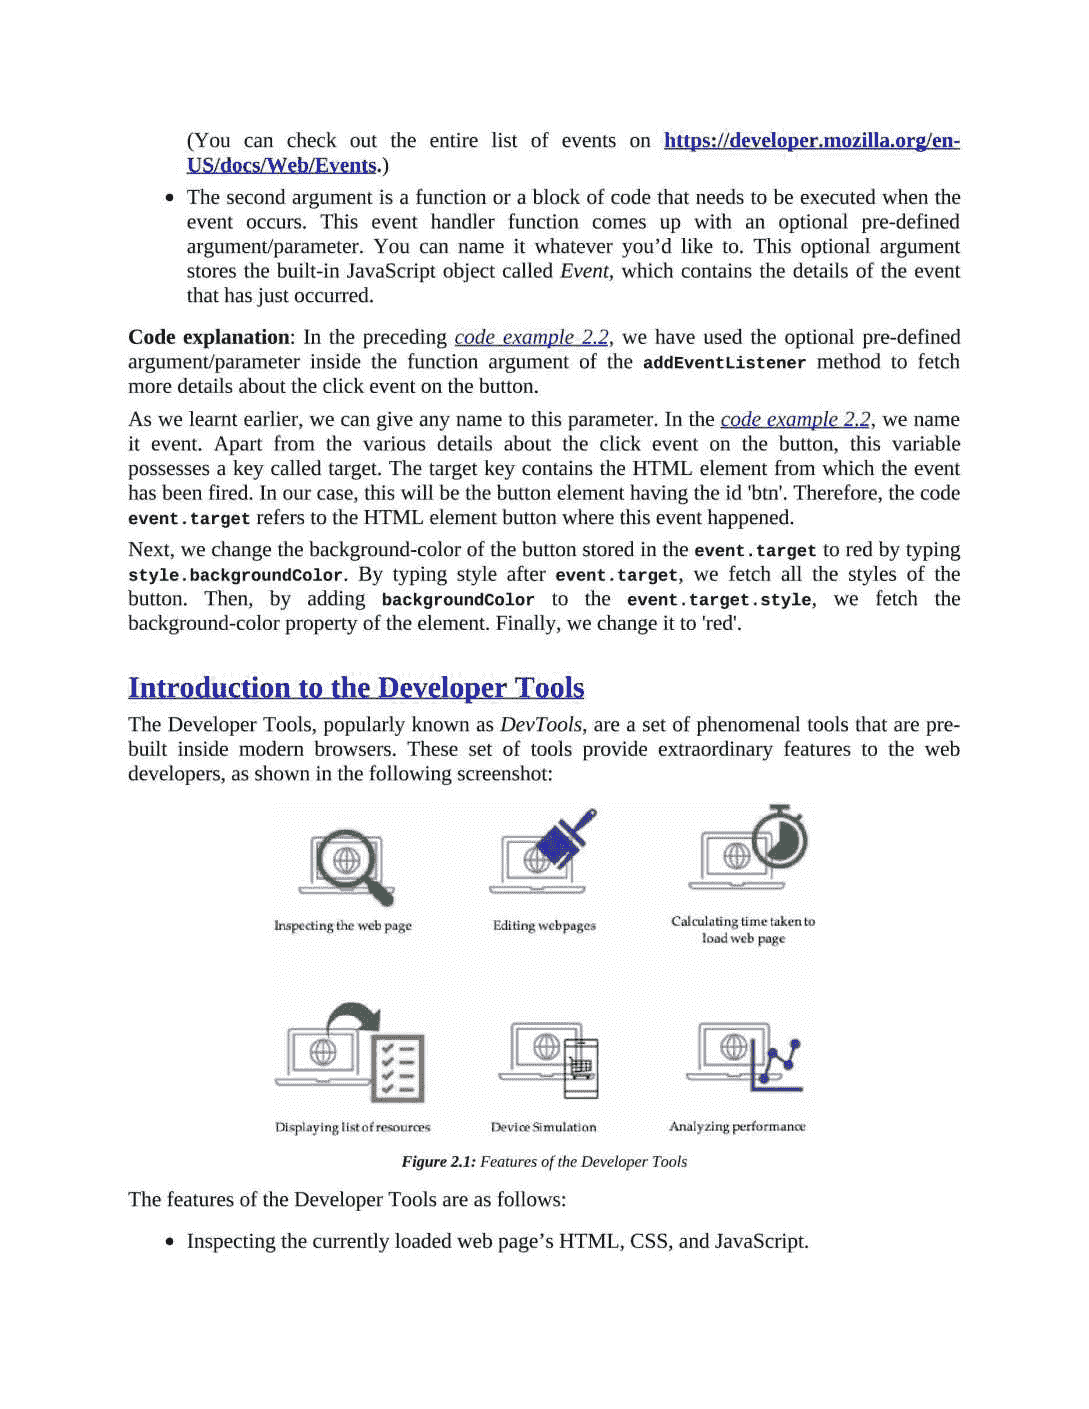 (You can check out the entire list of events on https://developer.mozilla.org/en-
US/docs/Web/Events.)
• The second argument is a function or a block of code that needs to be executed when the
event occurs. This event handler function comes up with an optional pre-defined
argument/parameter. You can name it whatever you’d like to. This optional argument
stores the built-in JavaScript object called Event, which contains the details of the event
that has just occurred.
Code explanation: In the preceding code example 2.2, we have used the optional pre-defined
argument/parameter inside the function argument of the addEventListener method to fetch
more details about the click event on the button.
As we learnt earlier, we can give any name to this parameter. In the code example 2.2, we name
it event. Apart from the various details about the click event on the button, this variable
possesses a key called target. The target key contains the HTML element from which the event
has been fired. In our case, this will be the button element having the id 'btn'. Therefore, the code
event.target refers to the HTML element button where this event happened.
Next, we change the background-color of the button stored in the event.target to red by typing
style.backgroundColor. By typing style after event.target, we fetch all the styles of the
button. Then, by adding backgroundColor to the event.target.style, we fetch the
background-color property of the element. Finally, we change it to 'red'.
Introduction to the Developer Tools
The Developer Tools, popularly known as DevTools, are a set of phenomenal tools that are pre-
built inside modern browsers. These set of tools provide extraordinary features to the web
developers, as shown in the following screenshot:
Inspecting the web page
Editing webpages
Calculating time taken to
load web page
Displaying list of resources
Device Simulation
Analyzing performance
Figure 2.1: Features of the Developer Tools
The features of the Developer Tools are as follows:
• Inspecting the currently loaded web page’s HTML, CSS, and JavaScript.